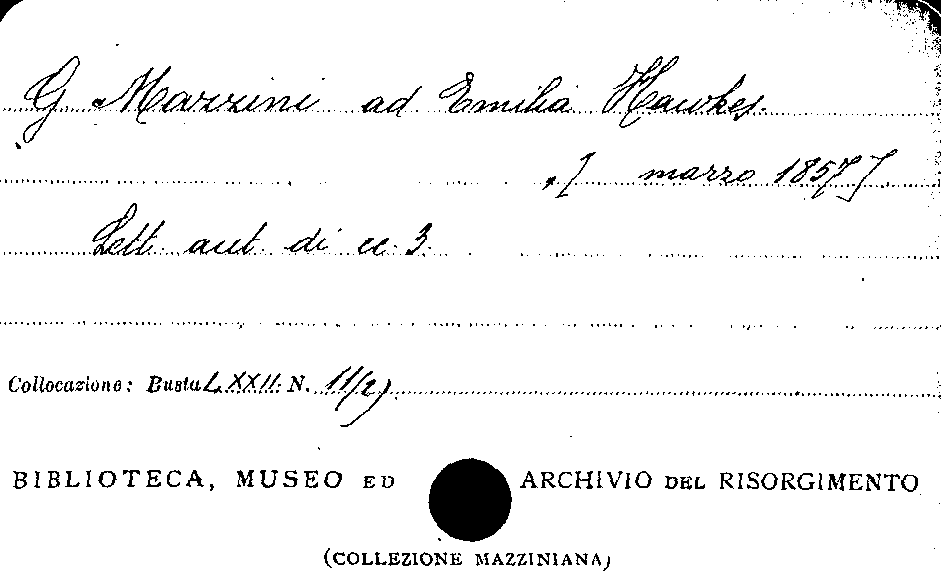 G. Mazzini ad Emilia Hawkes.
[ marzo 1857]
Lett. aut. di cc. 3.
Collocazione: Busta LXXII. N. 11(2)
BIBLIOTECA, MUSEO ED ARCHIVIO DEL RISORGIMENTO
(COLLEZIONE MAZZINIANA)